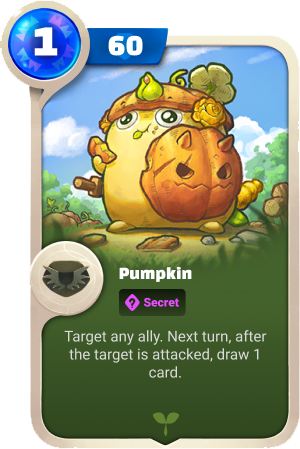 1
60
Pumpkin
Secret
Target any ally. Next turn, after
the target is attacked, draw 1
card.